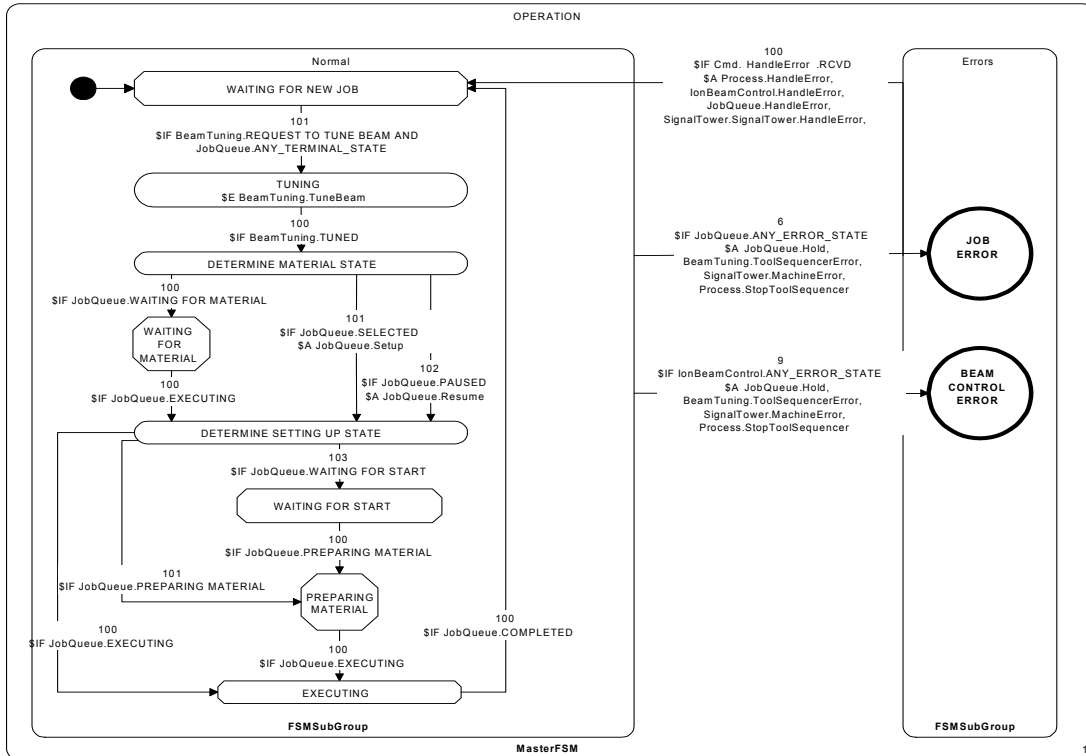 OPERATION
Normal
WAITING FOR NEW JOB
101
$IF BeamTuning.REQUEST TO TUNE BEAM AND
JobQueue.ANY_TERMINAL_STATE
TUNING
$E BeamTuning.TuneBeam
100
$IF BeamTuning.TUNED
DETERMINE MATERIAL STATE
100
$IF JobQueue.WAITING FOR MATERIAL
WAITING
FOR
MATERIAL
100
$IF JobQueue.EXECUTING
101
$IF JobQueue.SELECTED
$A JobQueue.Setup
102
$IF JobQueue.PAUSED
$A JobQueue.Resume
DETERMINE SETTING UP STATE
103
$IF JobQueue.WAITING FOR START
WAITING FOR START
100
$IF JobQueue.PREPARING MATERIAL
101
$IF JobQueue.PREPARING MATERIAL
PREPARING
MATERIAL
100
$IF JobQueue.EXECUTING
100
$IF JobQueue.EXECUTING
100
$IF JobQueue.COMPLETED
EXECUTING
FSMSubGroup
100
$IF Cmd. HandleError .RCVD
$A Process.HandleError,
IonBeamControl.HandleError,
JobQueue.HandleError,
SignalTower.SignalTower.HandleError,
6
$IF JobQueue.ANY_ERROR_STATE
$A JobQueue.Hold,
BeamTuning.ToolSequencerError,
SignalTower.MachineError,
Process.StopToolSequencer
9
$IF IonBeamControl.ANY_ERROR_STATE
$A JobQueue.Hold,
BeamTuning.ToolSequencerError,
SignalTower.MachineError,
Process.StopToolSequencer
Errors
JOB
ERROR
BEAM
CONTROL
ERROR
FSMSubGroup
MasterFSM
1